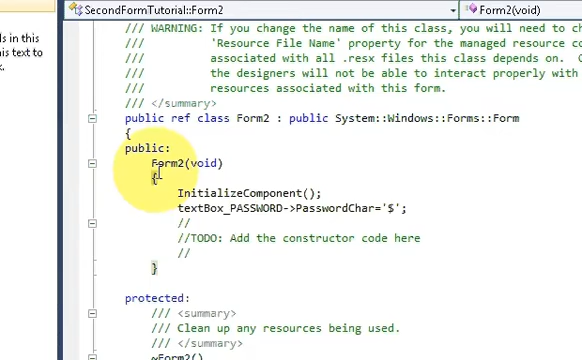 SecondFormTutorial::Form2
Form2(void)
ls in this
is text to
x.
/// WARNING: If you change the name of this class, you will need to ch
/// 'Resource File Name' property for the managed resource co
/// associated with all .resx files this class depends on.
/// the designers will not be able to interact properly with
/// resources associated with this form.
/// </summary>
public ref class Form2 : public System::Windows::Forms::Form
{
public:
Form2(void)
{
InitializeComponent();
textBox_PASSWORD->PasswordChar='$';
//
//TODO: Add the constructor code here
//
}
protected:
/// <summary>
/// Clean up any resources being used.
/// </summary>
~Form2()